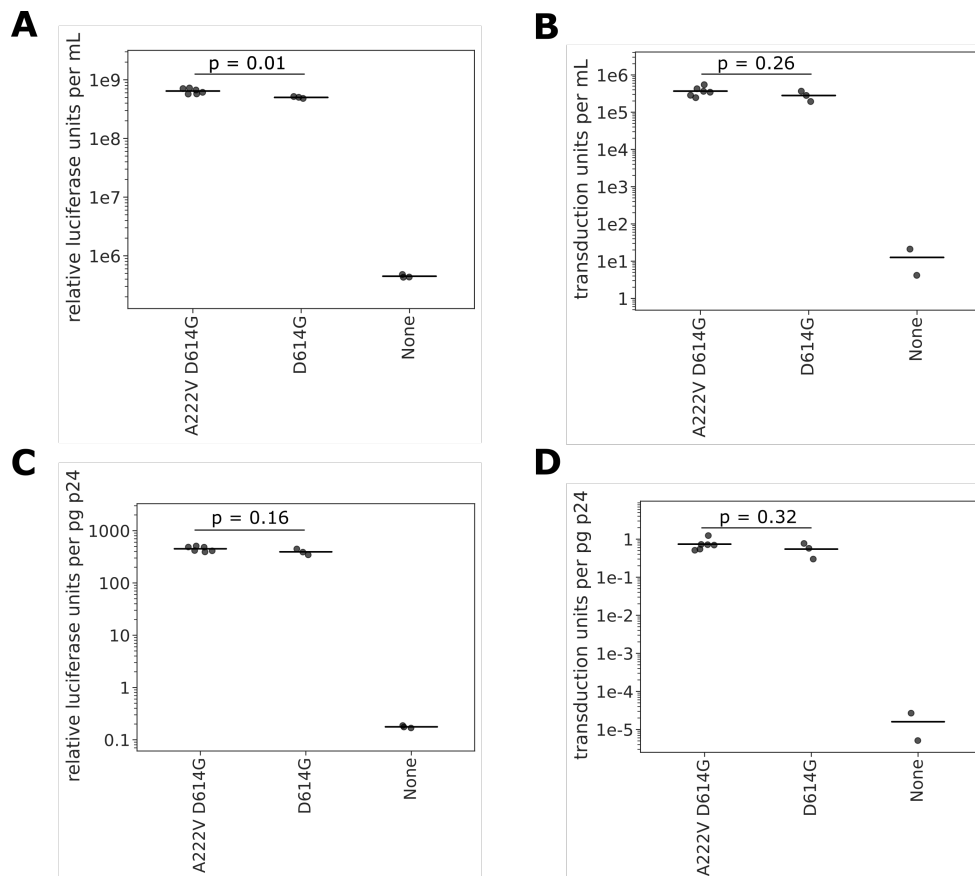 A
relative luciferase units per mL
1e9
1e8
1e7
1e6
p = 0.01
A222V D614G
D614G
None
B
transduction units per mL
1e6
1e5
1e4
1e3
1e2
1e1
1
p = 0.26
A222V D614G
D614G
None
C
relative luciferase units per pg p24
1000
100
10
1
0.1
p = 0.16
A222V D614G
D614G
None
D
transduction units per pg p24
1
1e-1
1e-2
1e-3
1e-4
1e-5
p = 0.32
A222V D614G
D614G
None